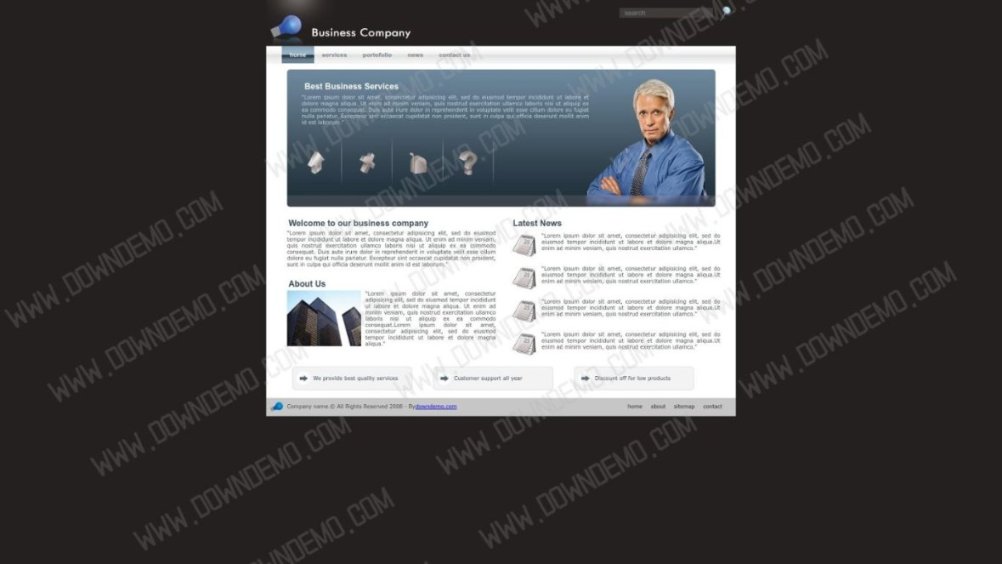 search
Business Company
home services portofolio news contact us
Best Business Services
"Lorem ipsum dolor sit amet, consectetur adipisicing elit, sed do eiusmod tempor incididunt ut labore et
dolore magna aliqua. Ut enim ad minim veniam, quis nostrud exercitation ullamco laboris nisi ut aliquip ex
ea commodo consequat. Duis aute irure dolor in reprehenderit in voluptate velit esse cillum dolore eu fugiat
nulla pariatur. Excepteur sint occaecat cupidatat non proident, sunt in culpa qui officia deserunt mollit anim
id est laborum."
Welcome to our business company
"Lorem ipsum dolor sit amet, consectetur adipisicing elit, sed do eiusmod
tempor incididunt ut labore et dolore magna aliqua. Ut enim ad minim veniam,
quis nostrud exercitation ullamco laboris nisi ut aliquip ex ea commodo
consequat. Duis aute irure dolor in reprehenderit in voluptate velit esse cillum
dolore eu fugiat nulla pariatur. Excepteur sint occaecat cupidatat non proident,
sunt in culpa qui officia deserunt mollit anim id est laborum."
About Us
"Lorem ipsum dolor sit amet,
consectetur adipisicing elit, sed
do eiusmod tempor incididunt
ut labore et dolore magna
aliqua. Ut enim ad minim
veniam, quis nostrud
exercitation ullamco laboris
nisi ut aliquip ex ea commodo
consequat.Lorem ipsum dolor sit amet,
consectetur adipisicing elit, sed
do eiusmod tempor incididunt
ut labore et dolore magna
aliqua."
Latest News
"Lorem ipsum dolor sit amet, consectetur adipisicing elit, sed do
eiusmod tempor incididunt ut labore et dolore magna aliqua.Ut
enim ad minim veniam, quis nostrud exercitation ullamco."
"Lorem ipsum dolor sit amet, consectetur adipisicing elit, sed do
eiusmod tempor incididunt ut labore et dolore magna aliqua.Ut
enim ad minim veniam, quis nostrud exercitation ullamco."
"Lorem ipsum dolor sit amet, consectetur adipisicing elit, sed do
eiusmod tempor incididunt ut labore et dolore magna aliqua.Ut
enim ad minim veniam, quis nostrud exercitation ullamco."
"Lorem ipsum dolor sit amet, consectetur adipisicing elit, sed do
eiusmod tempor incididunt ut labore et dolore magna aliqua.Ut
enim ad minim veniam, quis nostrud exercitation ullamco."
We provide best quality services
Customer support all year
Discount off for low products
Company name © All Rights Reserved 2008 - By downdemo.com
home about sitemap contact
WWW.DOWNDEMO.COM